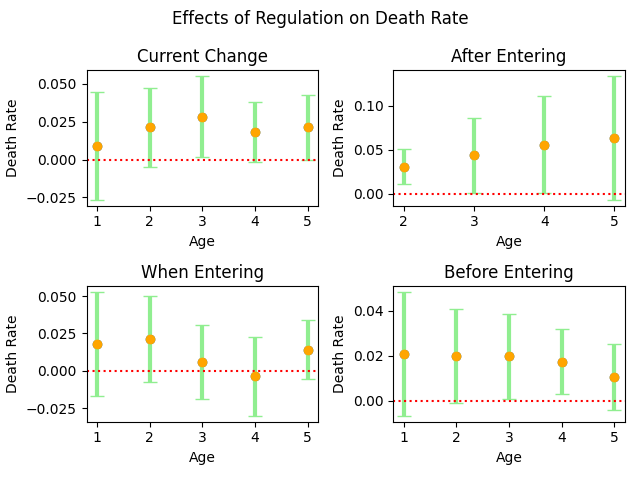 Effects of Regulation on Death Rate
Current Change
Death Rate
0.050
0.025
0.000
−0.025
1 2 3 4 5
Age
After Entering
Death Rate
0.10
0.05
0.00
2 3 4 5
Age
When Entering
Death Rate
0.050
0.025
0.000
−0.025
1 2 3 4 5
Age
Before Entering
Death Rate
0.04
0.02
0.00
1 2 3 4 5
Age